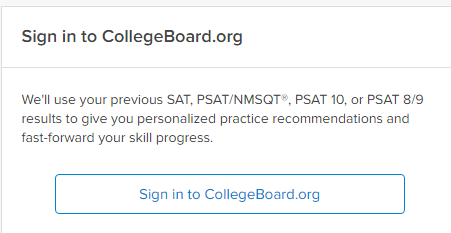 Sign in to CollegeBoard.org
We'll use your previous SAT, PSAT/NMSQT®, PSAT 10, or PSAT 8/9
results to give you personalized practice recommendations and
fast-forward your skill progress.
Sign in to CollegeBoard.org